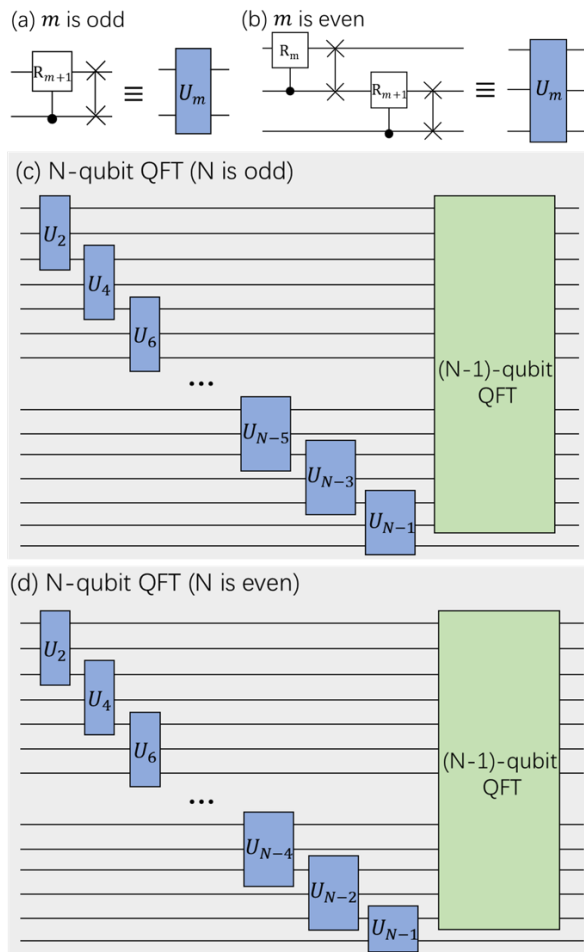 (a) m is odd
(b) m is even
R_{m+1}
≡
U_m
R_m
R_{m+1}
≡
U_m
(c) N-qubit QFT (N is odd)
U_2
U_4
U_6
...
U_{N-5}
U_{N-3}
U_{N-1}
(N-1)-qubit
QFT
(d) N-qubit QFT (N is even)
U_2
U_4
U_6
...
U_{N-4}
U_{N-2}
U_{N-1}
(N-1)-qubit
QFT